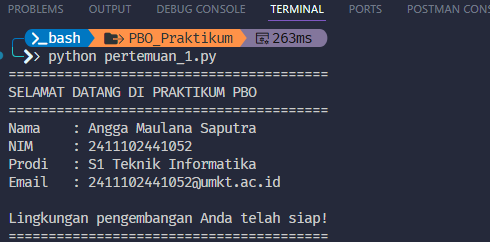 PROBLEMS OUTPUT DEBUG CONSOLE TERMINAL PORTS POSTMAN CONS
>_bash PBO_Praktikum 263ms
python pertemuan_1.py
========================================
SELAMAT DATANG DI PRAKTIKUM PBO
========================================
Nama : Angga Maulana Saputra
NIM : 2411102441052
Prodi : S1 Teknik Informatika
Email : 2411102441052@umkt.ac.id
Lingkungan pengembangan Anda telah siap!
========================================